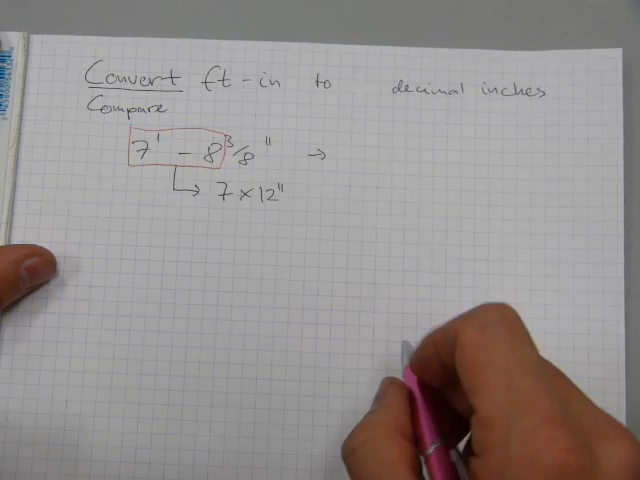 Convert ft-in to decimal inches
Compare
7' - 8 3/8" →
7 × 12"